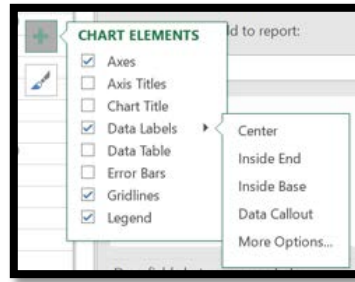 CHART ELEMENTS
Axes
Axis Titles
Chart Title
Data Labels
Data Table
Error Bars
Gridlines
Legend
Center
Inside End
Inside Base
Data Callout
More Options...
to report: